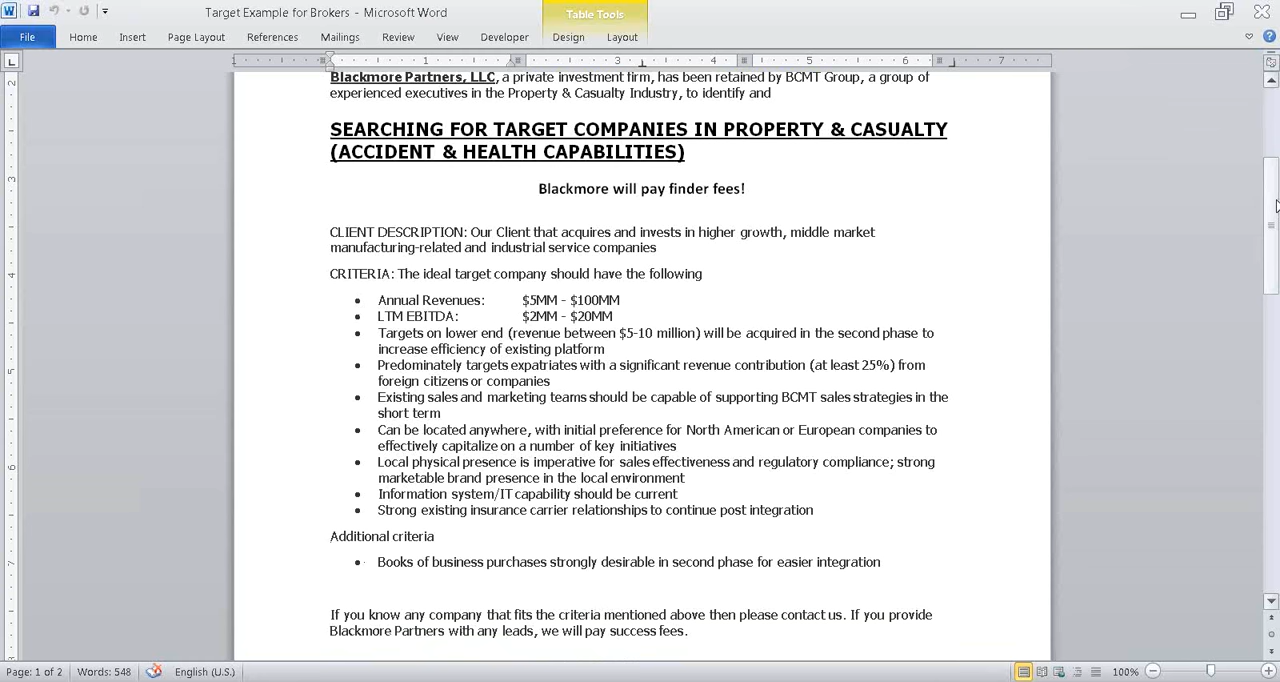 Target Example for Brokers - Microsoft Word
Table Tools
File Home Insert Page Layout References Mailings Review View Developer Design Layout
1 1 3 4 5 6 7
Blackmore Partners, LLC, a private investment firm, has been retained by BCMT Group, a group of
experienced executives in the Property & Casualty Industry, to identify and
SEARCHING FOR TARGET COMPANIES IN PROPERTY & CASUALTY
(ACCIDENT & HEALTH CAPABILITIES)
Blackmore will pay finder fees!
CLIENT DESCRIPTION: Our Client that acquires and invests in higher growth, middle market
manufacturing-related and industrial service companies
CRITERIA: The ideal target company should have the following
• Annual Revenues: $5MM - $100MM
• LTM EBITDA: $2MM - $20MM
• Targets on lower end (revenue between $5-10 million) will be acquired in the second phase to
increase efficiency of existing platform
• Predominately targets expatriates with a significant revenue contribution (at least 25%) from
foreign citizens or companies
• Existing sales and marketing teams should be capable of supporting BCMT sales strategies in the
short term
• Can be located anywhere, with initial preference for North American or European companies to
effectively capitalize on a number of key initiatives
• Local physical presence is imperative for sales effectiveness and regulatory compliance; strong
marketable brand presence in the local environment
• Information system/IT capability should be current
• Strong existing insurance carrier relationships to continue post integration
Additional criteria
• Books of business purchases strongly desirable in second phase for easier integration
If you know any company that fits the criteria mentioned above then please contact us. If you provide
Blackmore Partners with any leads, we will pay success fees.
Page: 1 of 2 Words: 548 English (U.S.) 100%